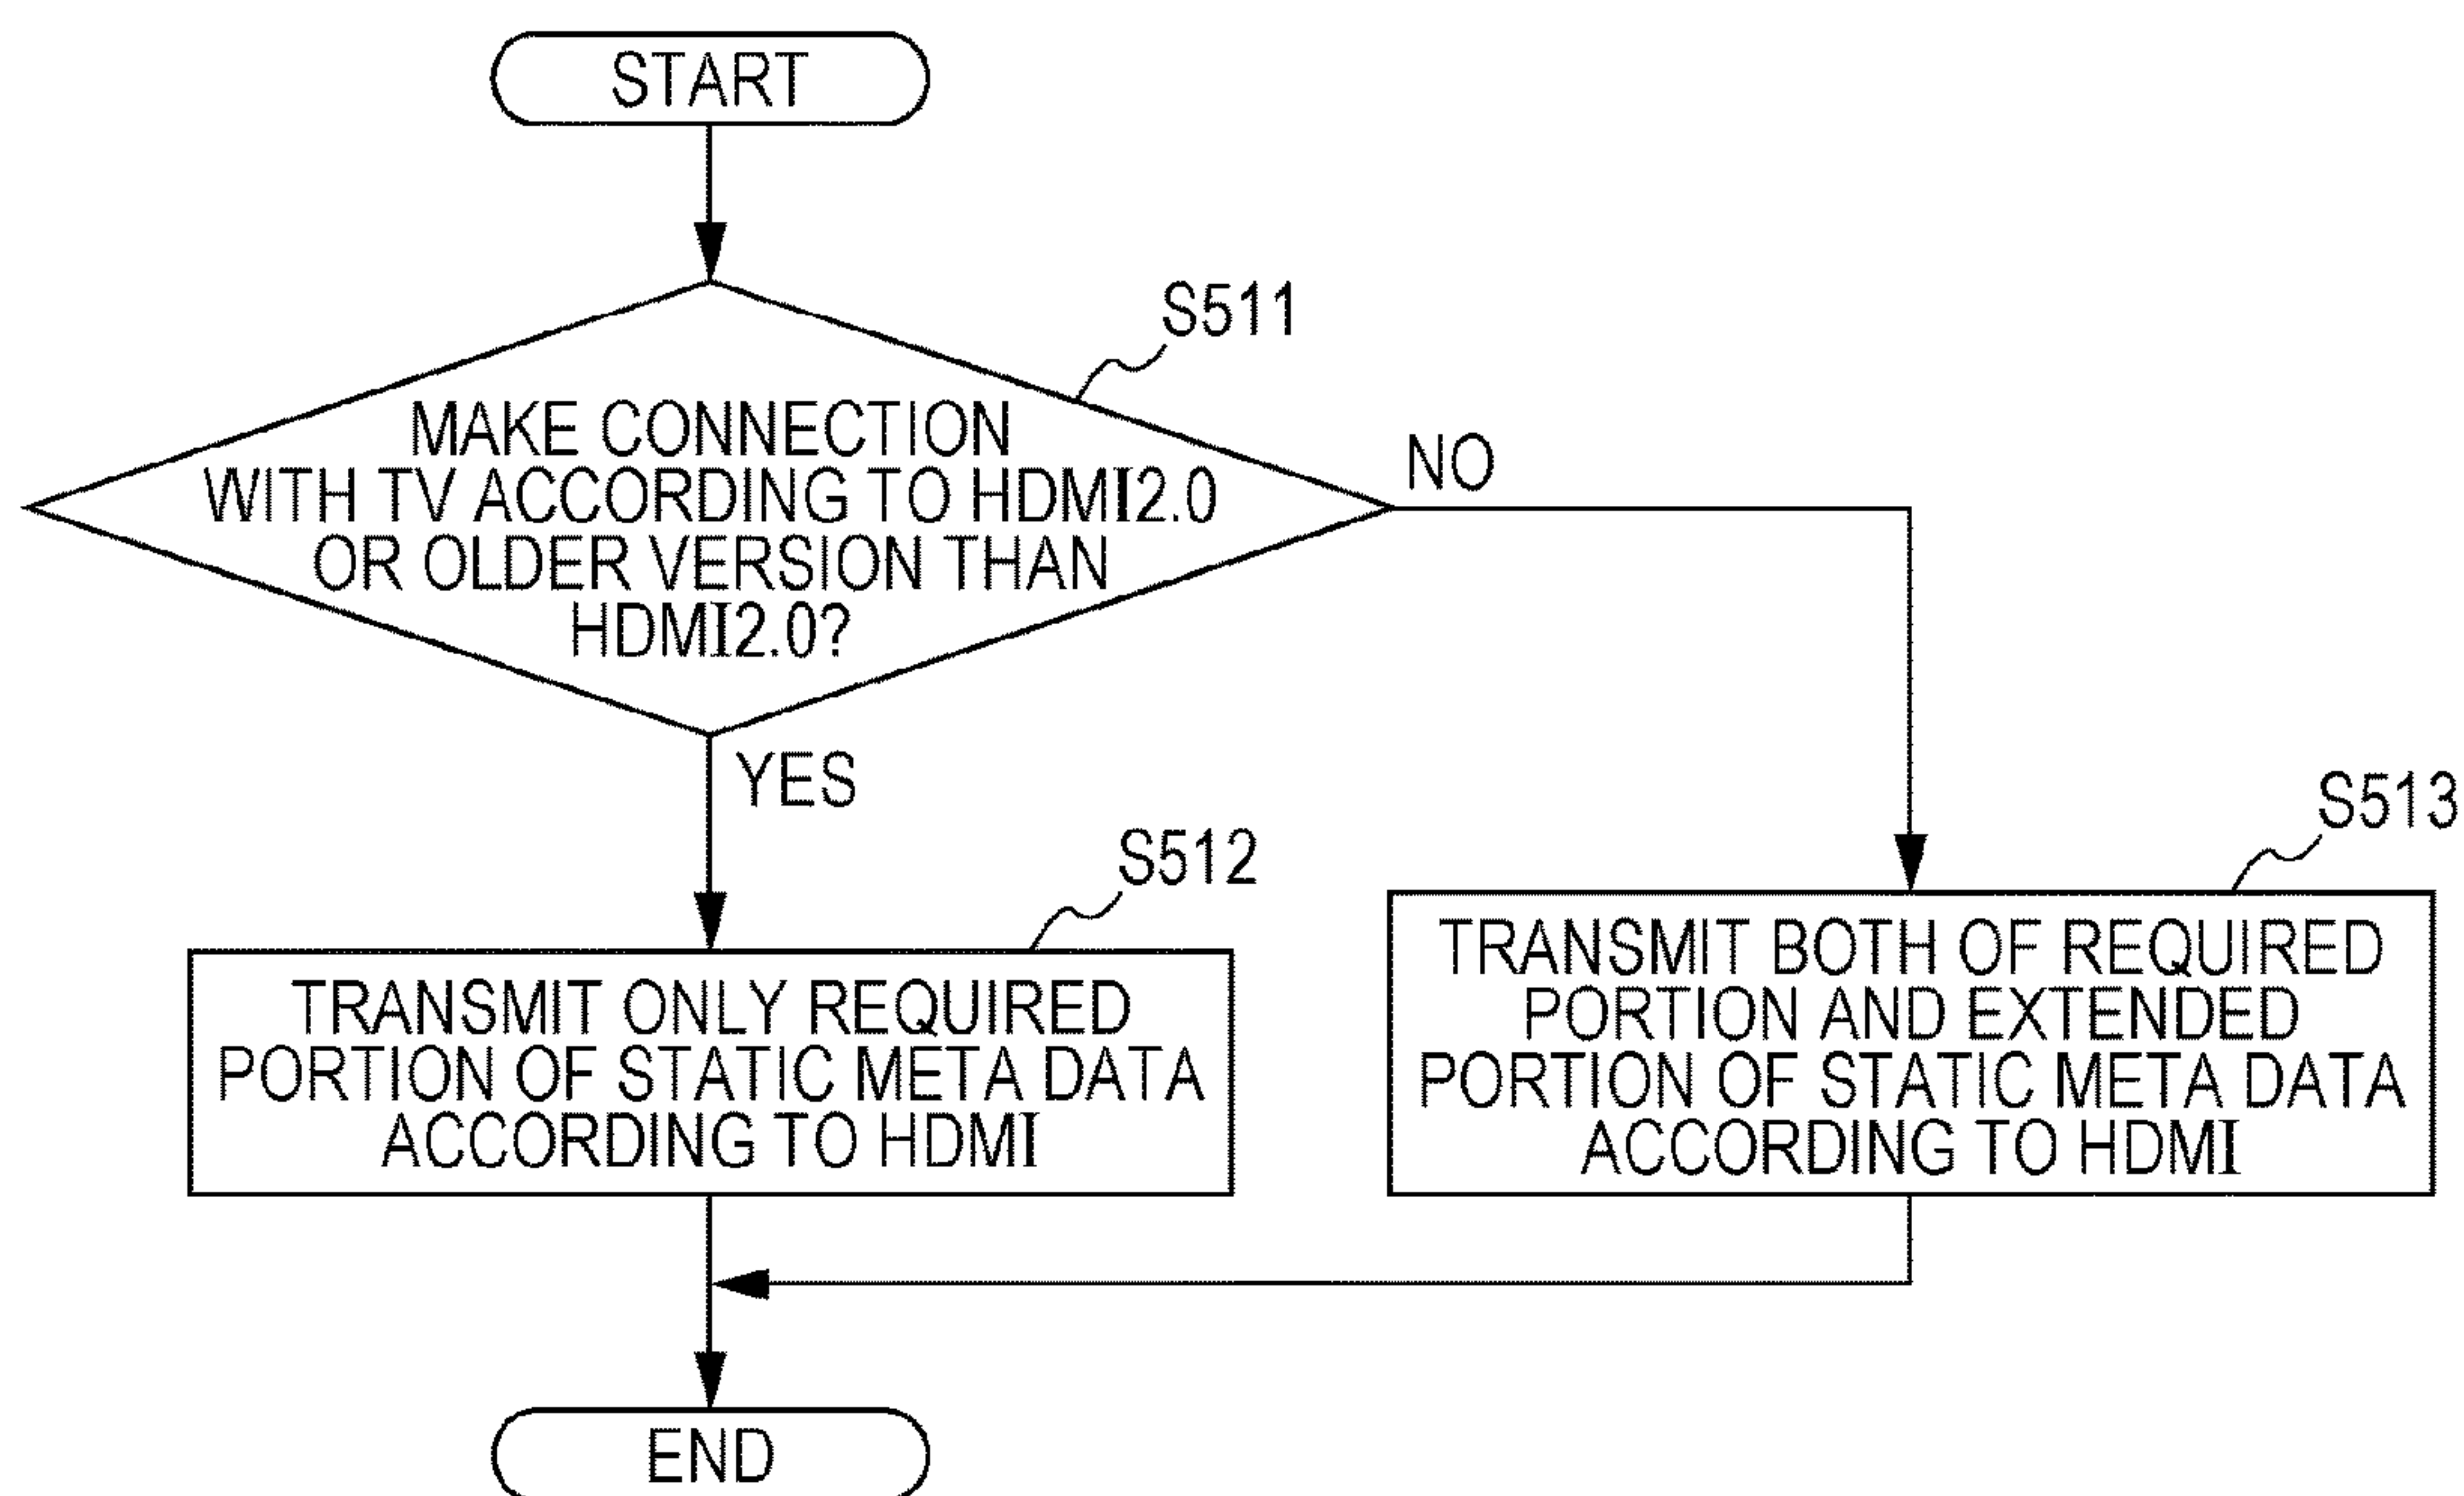 START
S511
MAKE CONNECTION
WITH TV ACCORDING TO HDMI2.0
OR OLDER VERSION THAN
HDMI2.0?
NO
YES
S512
TRANSMIT ONLY REQUIRED
PORTION OF STATIC META DATA
ACCORDING TO HDMI
S513
TRANSMIT BOTH OF REQUIRED
PORTION AND EXTENDED
PORTION OF STATIC META DATA
ACCORDING TO HDMI
END